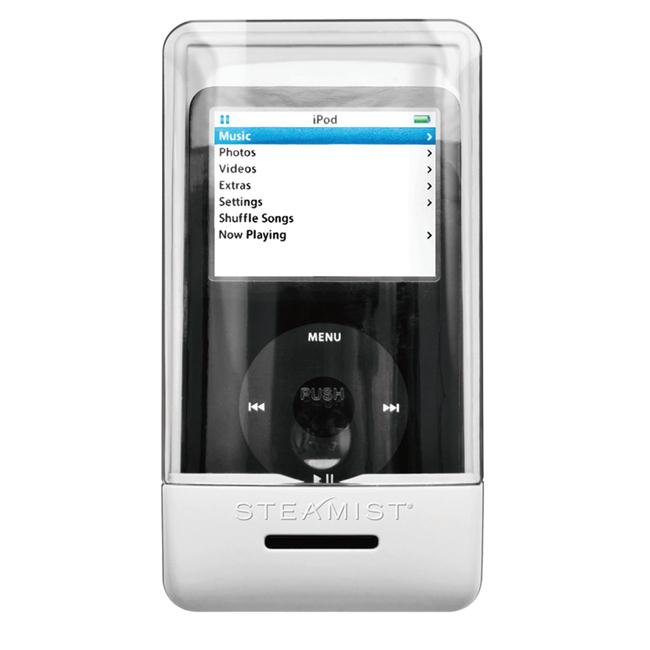 iPod
Music
Photos
Videos
Extras
Settings
Shuffle Songs
Now Playing
MENU
PUSH
STEAMIST®